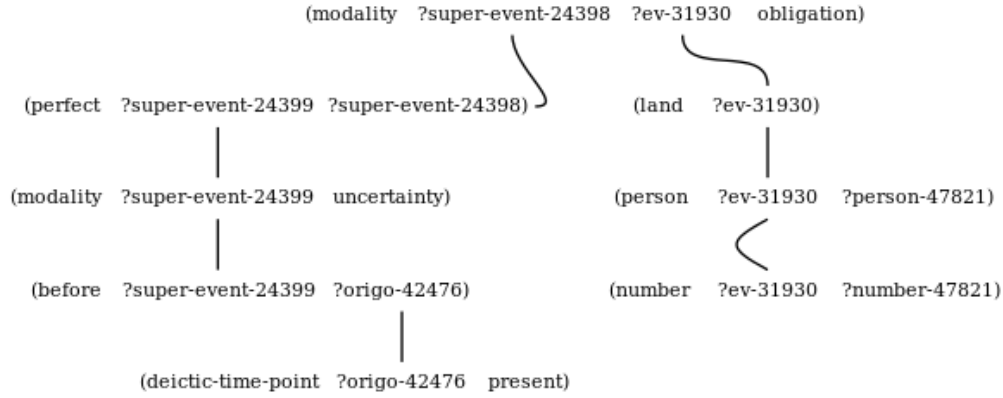 (modality ?super-event-24398 ?ev-31930 obligation)
(perfect ?super-event-24399 ?super-event-24398) (land ?ev-31930)
(modality ?super-event-24399 uncertainty) (person ?ev-31930 ?person-47821)
(before ?super-event-24399 ?origo-42476) (number ?ev-31930 ?number-47821)
(deictic-time-point ?origo-42476 present)